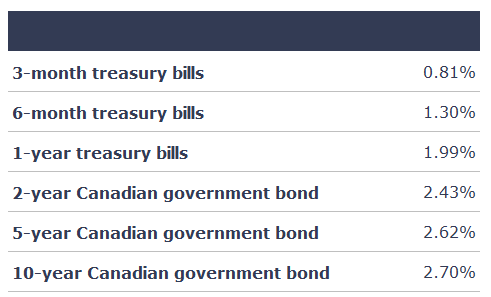 3-month treasury bills 0.81%
6-month treasury bills 1.30%
1-year treasury bills 1.99%
2-year Canadian government bond 2.43%
5-year Canadian government bond 2.62%
10-year Canadian government bond 2.70%